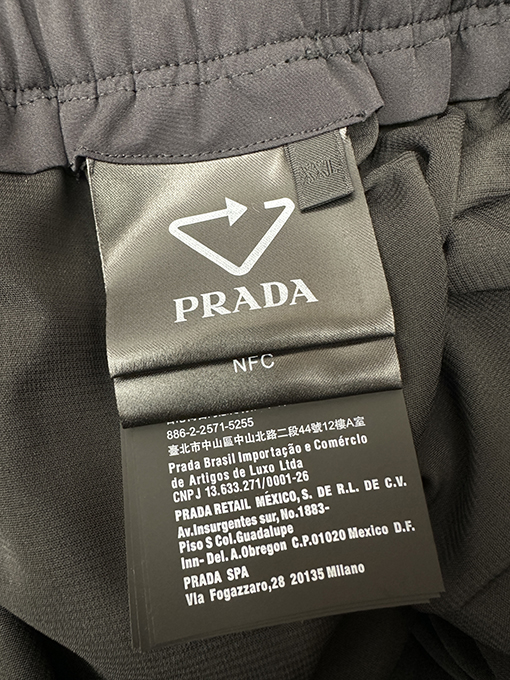 XXL
PRADA
NFC
886-2-2571-5255
臺北市中山區中山北路二段44號12樓A室
Prada Brasil Importação e Comércio
de Artigos de Luxo Ltda
CNPJ 13.633.271/0001-26
PRADA RETAIL MÉXICO, S. DE R.L. DE C.V.
Av.Insurgentes sur, No.1883-
Piso S Col.Guadalupe
Inn- Del. A.Obregon C.P.01020 Mexico D.F.
PRADA SPA
Via Fogazzaro,28 20135 Milano